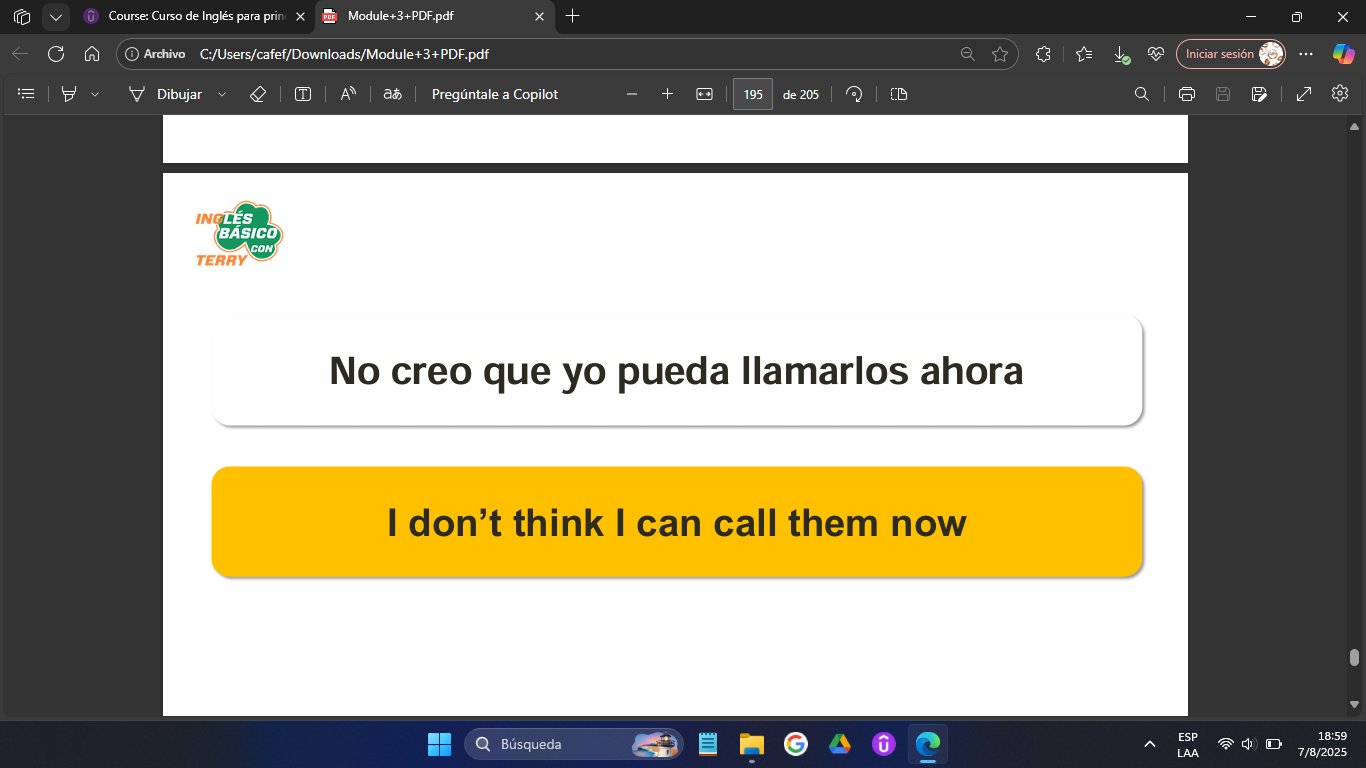 Course: Curso de Inglés para prin
Module+3+PDF.pdf
Archivo
C:/Users/cafef/Downloads/Module+3+PDF.pdf
Iniciar sesión
Dibujar
aあ
Pregúntale a Copilot
195
de 205
INGLÉS
BÁSICO
CON
TERRY
No creo que yo pueda llamarlos ahora
I don’t think I can call them now
Búsqueda
ESP
LAA
18:59
7/8/2025